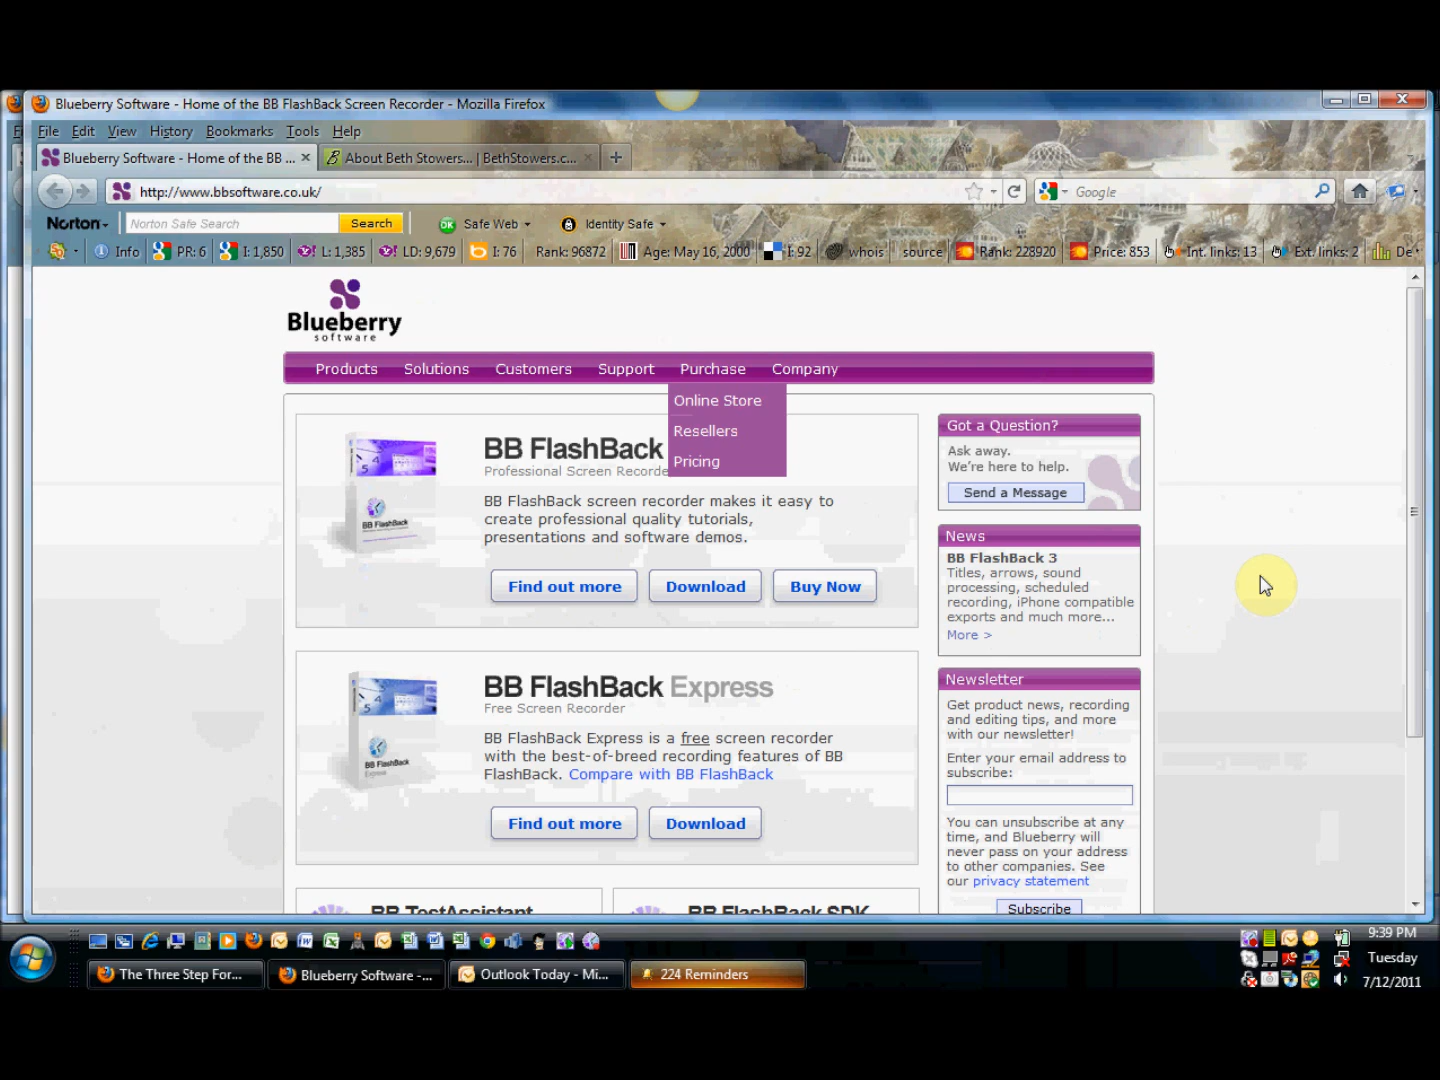 Blueberry Software - Home of the BB FlashBack Screen Recorder - Mozilla Firefox
File Edit View History Bookmarks Tools Help
Blueberry Software - Home of the BB ... About Beth Stowers... | BethStowers.c...
http://www.bbsoftware.co.uk/ Google
Norton Norton Safe Search Search OK Safe Web Identity Safe
Info PR: 6 I: 1,850 L: 1,385 LD: 9,679 I: 76 Rank: 96872 Age: May 16, 2000 I: 92 whois source Rank: 228920 Price: 853 Int. links: 13 Ext. links: 2 De
Blueberry
software
Products Solutions Customers Support Purchase Company
Online Store
Resellers
Pricing
BB FlashBack
Professional Screen Recorde
BB FlashBack screen recorder makes it easy to
create professional quality tutorials,
presentations and software demos.
Find out more Download Buy Now
BB FlashBack
BB FlashBack Express
Free Screen Recorder
BB FlashBack Express is a free screen recorder
with the best-of-breed recording features of BB
FlashBack. Compare with BB FlashBack
Find out more Download
BB FlashBack
Express
BB TestAssistant BB FlashBack SDK
Got a Question?
Ask away.
We're here to help.
Send a Message
News
BB FlashBack 3
Titles, arrows, sound
processing, scheduled
recording, iPhone compatible
exports and much more...
More >
Newsletter
Get product news, recording
and editing tips, and more
with our newsletter!
Enter your email address to
subscribe:
You can unsubscribe at any
time, and Blueberry will
never pass on your address
to other companies. See
our privacy statement
Subscribe
The Three Step For... Blueberry Software -... Outlook Today - Mi... 224 Reminders
9:39 PM
Tuesday
7/12/2011